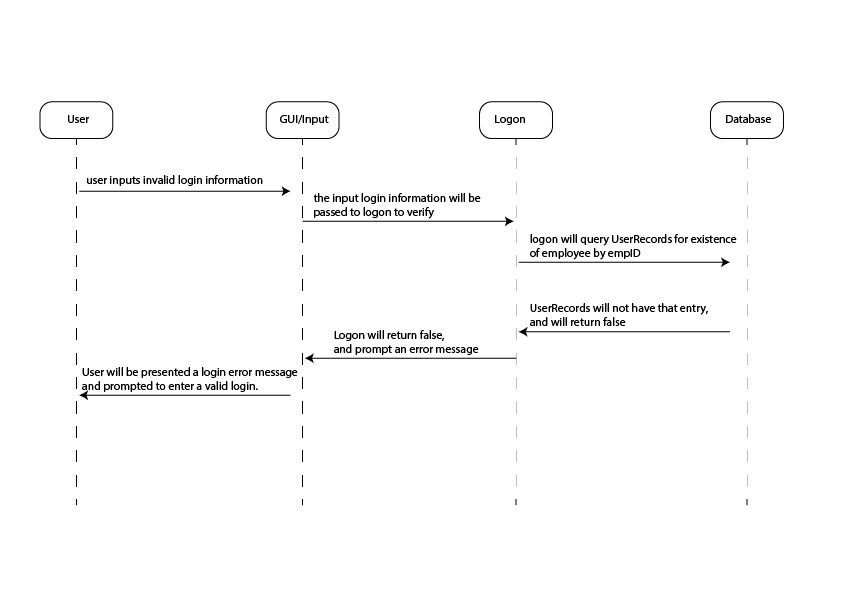 User
GUI/Input
Logon
Database
user inputs invalid login information
the input login information will be
passed to logon to verify
logon will query UserRecords for existence
of employee by empID
UserRecords will not have that entry,
and will return false
Logon will return false,
and prompt an error message
User will be presented a login error message
and prompted to enter a valid login.